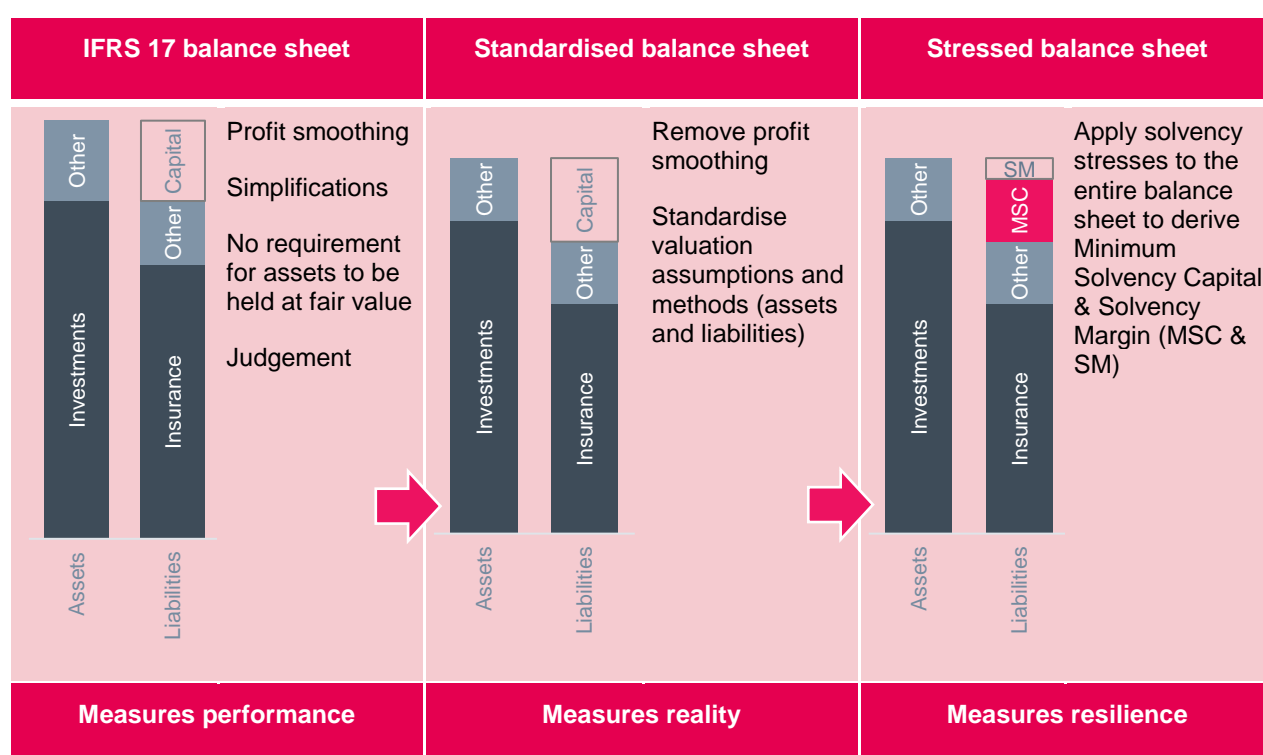 IFRS 17 balance sheet
Standardised balance sheet
Stressed balance sheet
Other
Investments
Capital
Other
Insurance
Assets
Liabilities
Profit smoothing
Simplifications
No requirement
for assets to be
held at fair value
Judgement
Other
Investments
Capital
Other
Insurance
Assets
Liabilities
Remove profit
smoothing
Standardise
valuation
assumptions and
methods (assets
and liabilities)
Other
Investments
SM
MSC
Other
Insurance
Assets
Liabilities
Apply solvency
stresses to the
entire balance
sheet to derive
Minimum
Solvency Capital
& Solvency
Margin (MSC &
SM)
Measures performance
Measures reality
Measures resilience